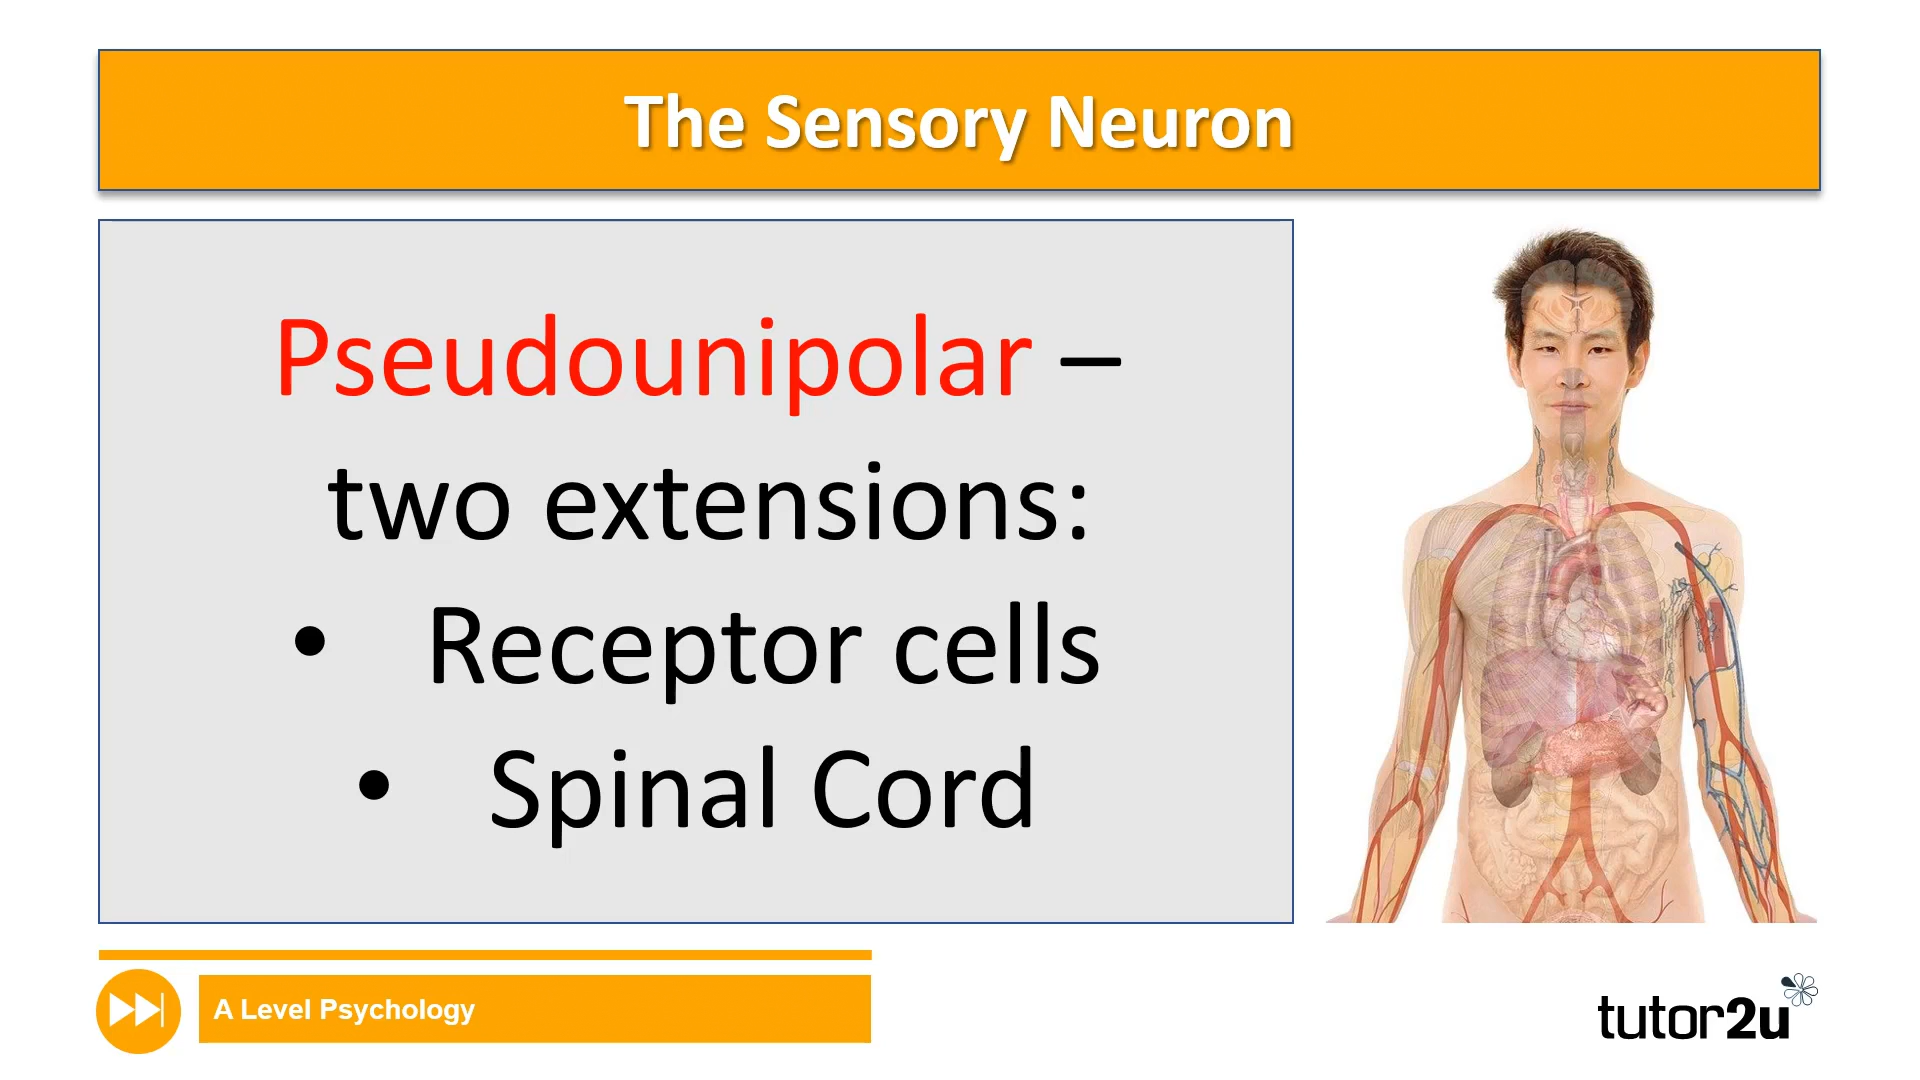 The Sensory Neuron
Pseudounipolar –
two extensions:
• Receptor cells
• Spinal Cord
A Level Psychology
tutor2u